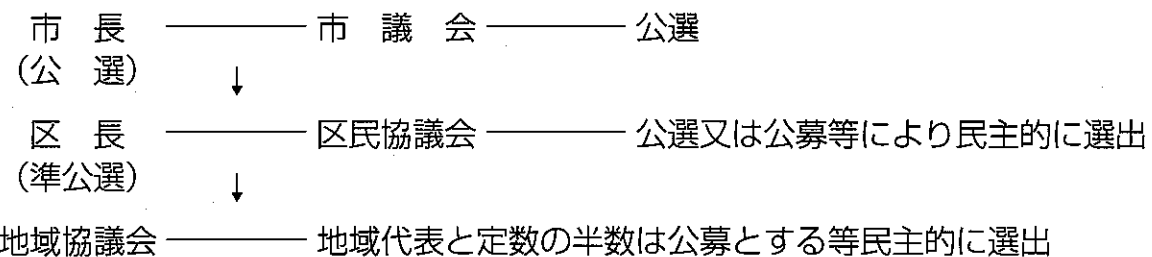 市　長 ―――― 市　議　会 ―――― 公選
(公　選) ↓
区　長 ―――― 区民協議会 ―――― 公選又は公募等により民主的に選出
(準公選) ↓
地域協議会 ―――― 地域代表と定数の半数は公募とする等民主的に選出